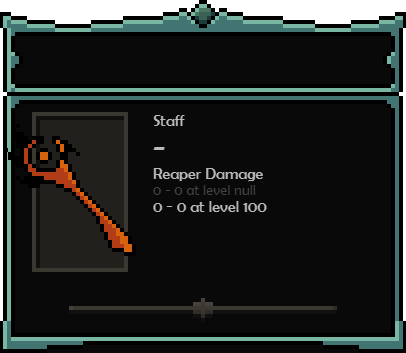 Staff
–
Reaper Damage
0 - 0 at level null
0 - 0 at level 100